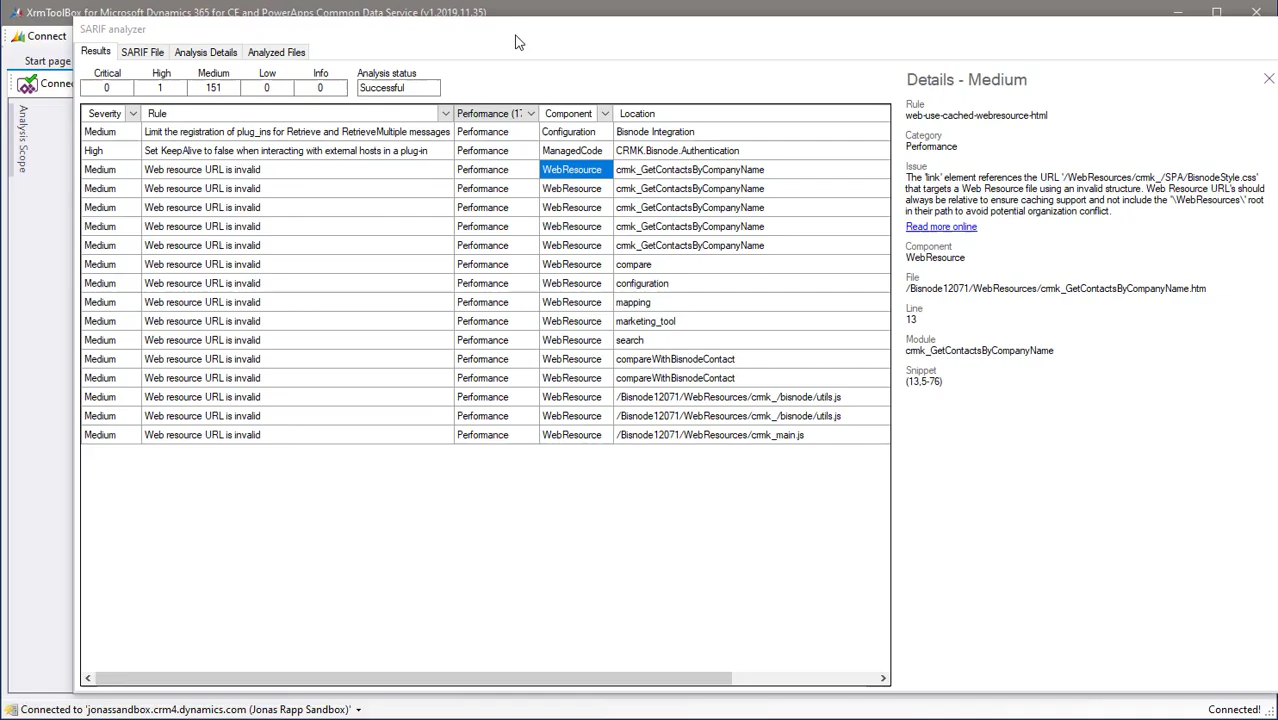 XrmToolBox for Microsoft Dynamics 365 for CE and PowerApps Common Data Service (v1.2019.11.35)
Connect
Start page
Analysis Scope
SARIF analyzer
Results SARIF File Analysis Details Analyzed Files
Critical High Medium Low Info Analysis status
0 1 151 0 0 Successful
Severity Rule Performance (17 Component Location
Medium Limit the registration of plug_ins for Retrieve and RetrieveMultiple messages Performance Configuration Bisnode Integration
High Set KeepAlive to false when interacting with external hosts in a plug-in Performance ManagedCode CRMK.Bisnode.Authentication
Medium Web resource URL is invalid Performance WebResource crmk_GetContactsByCompanyName
Medium Web resource URL is invalid Performance WebResource crmk_GetContactsByCompanyName
Medium Web resource URL is invalid Performance WebResource crmk_GetContactsByCompanyName
Medium Web resource URL is invalid Performance WebResource crmk_GetContactsByCompanyName
Medium Web resource URL is invalid Performance WebResource crmk_GetContactsByCompanyName
Medium Web resource URL is invalid Performance WebResource compare
Medium Web resource URL is invalid Performance WebResource configuration
Medium Web resource URL is invalid Performance WebResource mapping
Medium Web resource URL is invalid Performance WebResource marketing_tool
Medium Web resource URL is invalid Performance WebResource search
Medium Web resource URL is invalid Performance WebResource compareWithBisnodeContact
Medium Web resource URL is invalid Performance WebResource compareWithBisnodeContact
Medium Web resource URL is invalid Performance WebResource /Bisnode12071/WebResources/crmk_/bisnode/utils.js
Medium Web resource URL is invalid Performance WebResource /Bisnode12071/WebResources/crmk_/bisnode/utils.js
Medium Web resource URL is invalid Performance WebResource /Bisnode12071/WebResources/crmk_main.js
Details - Medium
Rule
web-use-cached-webresource-html
Category
Performance
Issue
The 'link' element references the URL '/WebResources/crmk_/SPA/BisnodeStyle.css'
that targets a Web Resource file using an invalid structure. Web Resource URL's should
always be relative to ensure caching support and not include the '\WebResources\' root
in their path to avoid potential organization conflict.
Read more online
Component
WebResource
File
/Bisnode12071/WebResources/crmk_GetContactsByCompanyName.htm
Line
13
Module
crmk_GetContactsByCompanyName
Snippet
(13,5-76)
Connected to 'jonassandbox.crm4.dynamics.com (Jonas Rapp Sandbox)'
Connected!